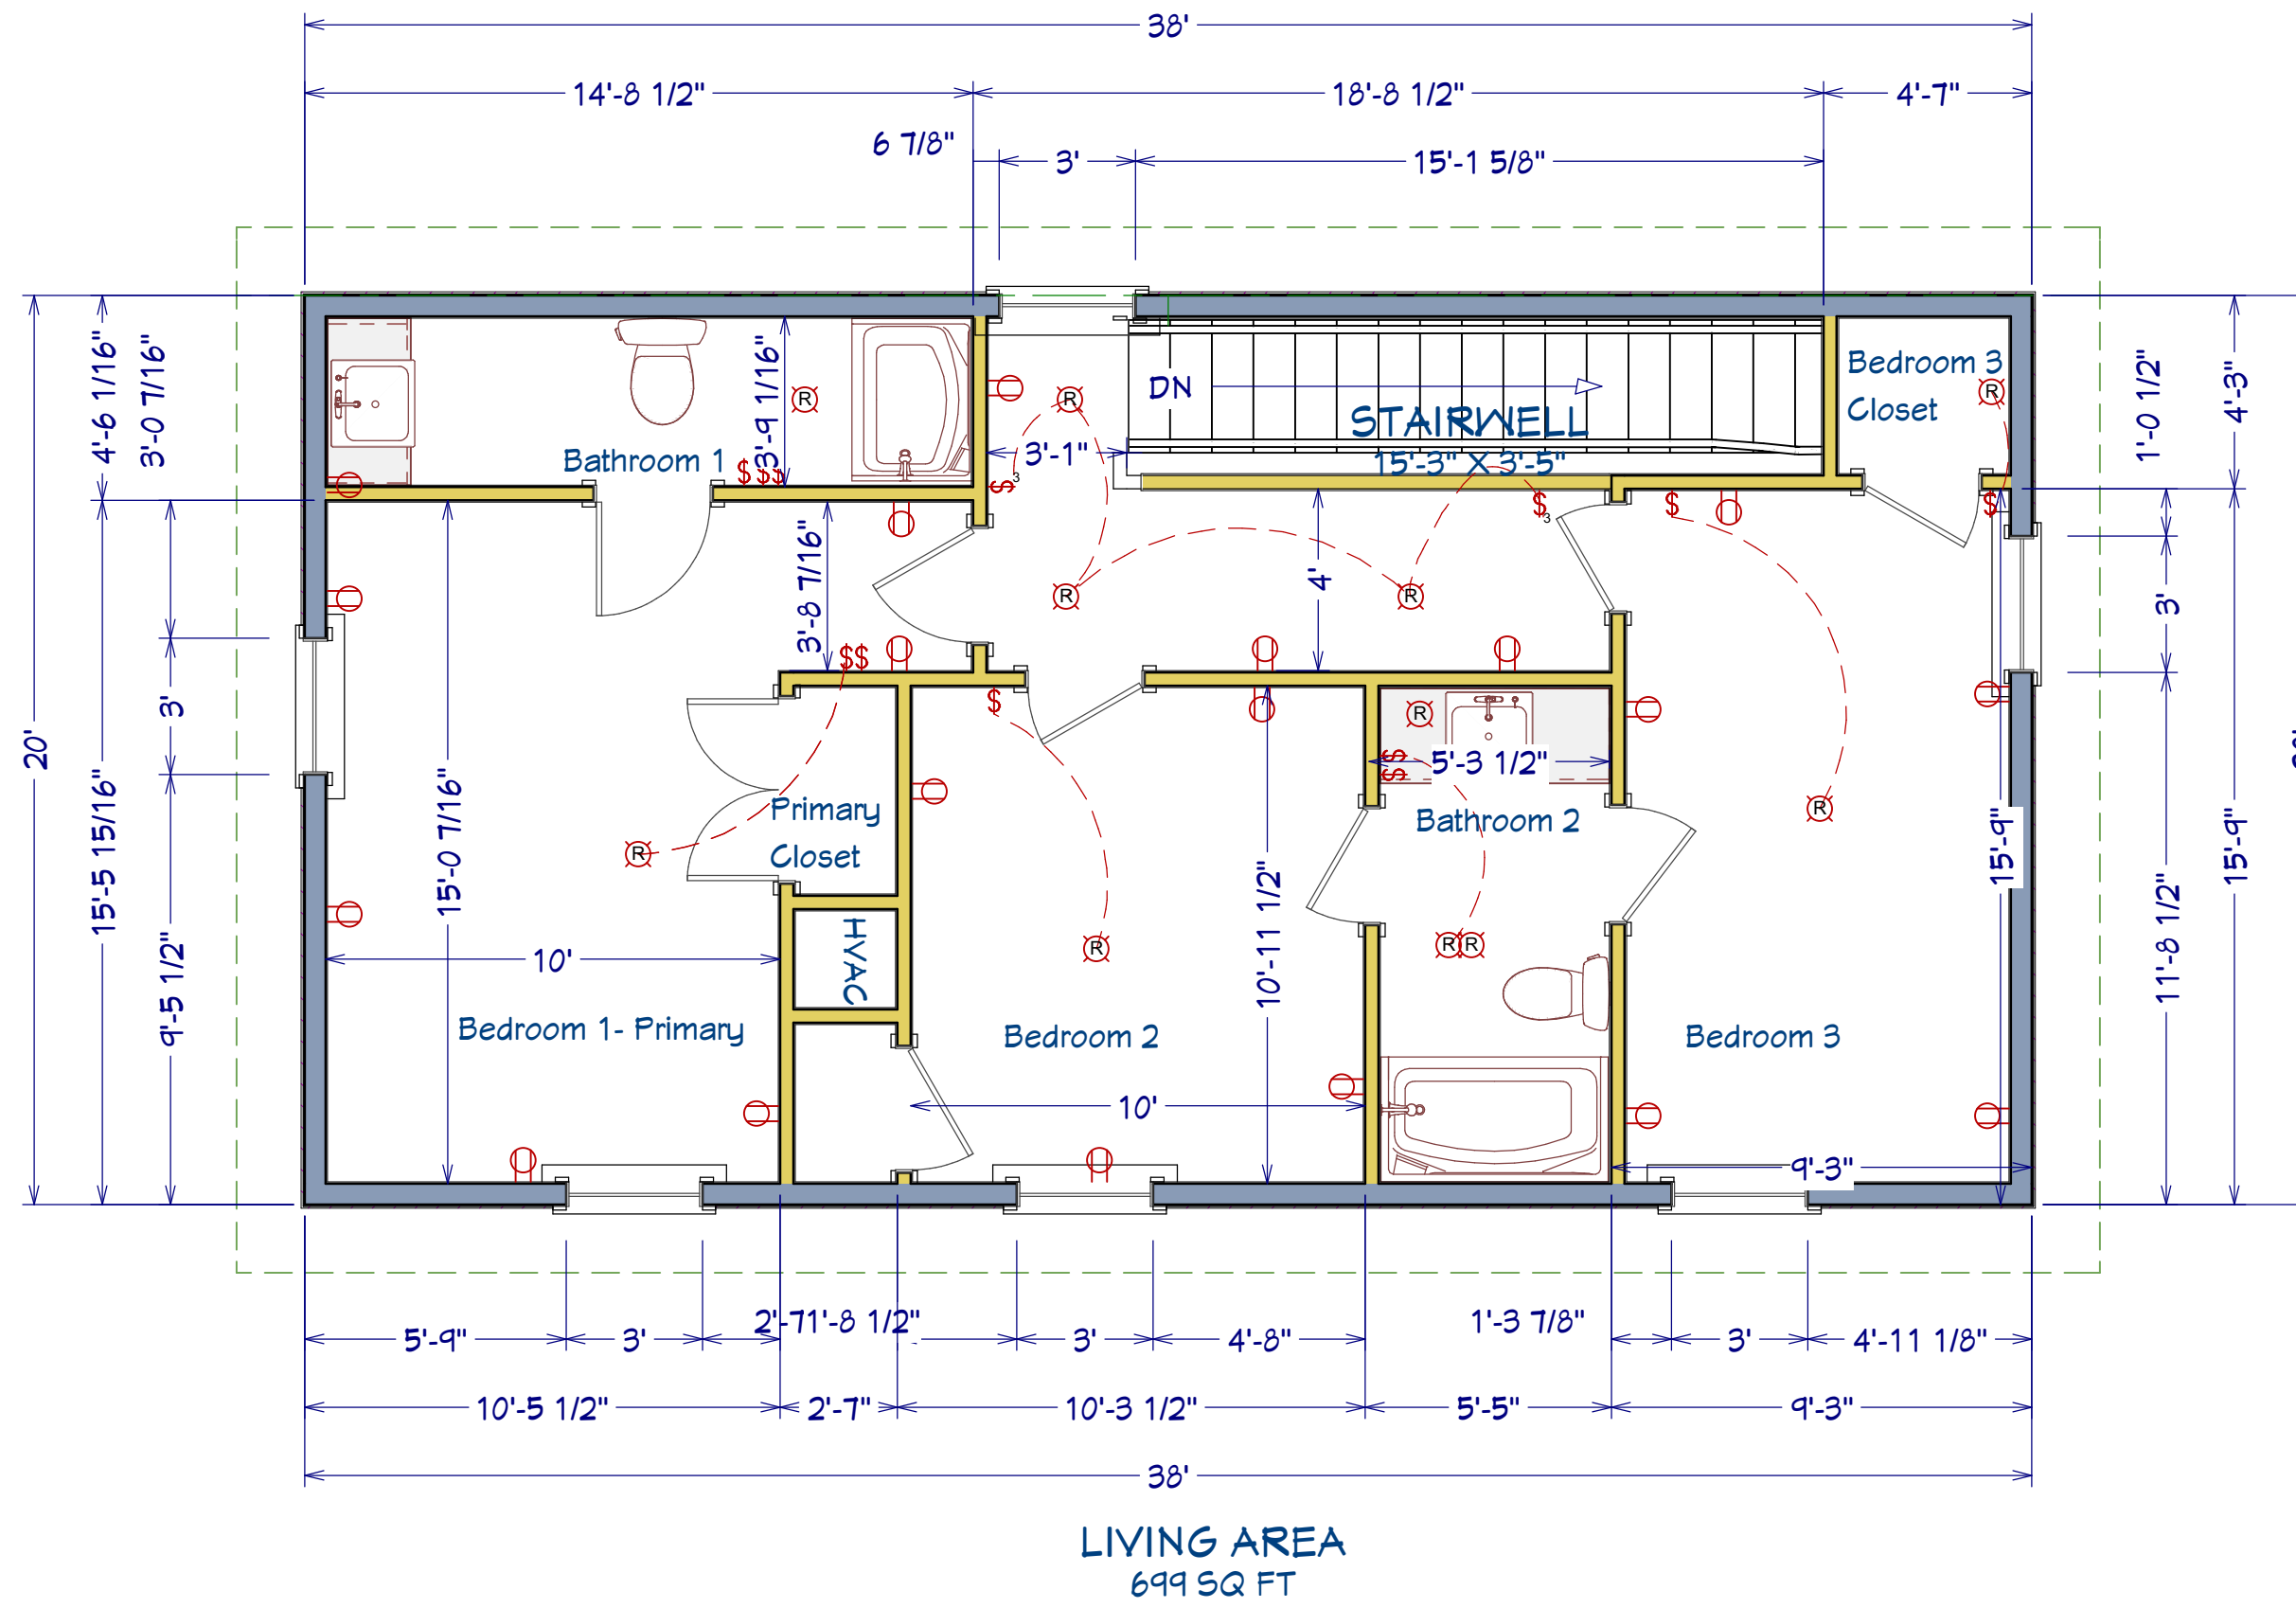 38'
14'-8 1/2"
18'-8 1/2"
4'-7"
6 7/8"
3'
15'-1 5/8"
4'-6 1/16"
3'-0 7/16"
3'-9 1/16"
R
R
DN
STAIRWELL
15'-3" X 3'-5"
Bedroom 3
Closet
R
1'-0 1/2"
4'-3"
Bathroom 1
$ $$
3'-1"
3
$
$
3
$
$
3'-8 7/16"
4'
R
R
3'
20'
3'
$$
$
R
$
$
5'-3 1/2"
15'-5 15/16"
15'-0 7/16"
Primary
Closet
R
Bathroom 2
R
15'-9"
15'-9"
9'-5 1/2"
10'
HVAC
R
10'-11 1/2"
R R
11'-8 1/2"
Bedroom 1- Primary
Bedroom 2
Bedroom 3
10'
9'-3"
5'-9"
3'
2'-71'-8 1/2"
3'
4'-8"
1'-3 7/8"
3'
4'-11 1/8"
10'-5 1/2"
2'-7"
10'-3 1/2"
5'-5"
9'-3"
38'
LIVING AREA
699 SQ FT